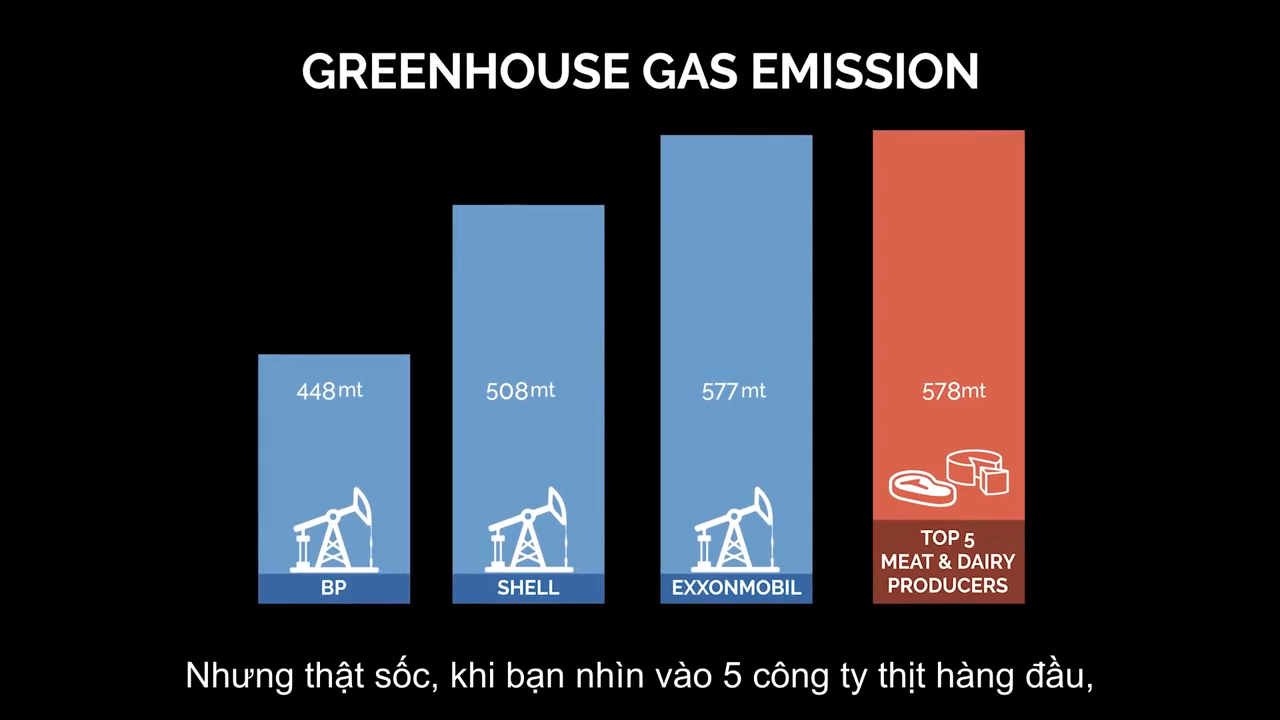 GREENHOUSE GAS EMISSION
448mt
508mt
577mt
578mt
BP
SHELL
EXXONMOBIL
TOP 5
MEAT & DAIRY
PRODUCERS
Nhưng thật sốc, khi bạn nhìn vào 5 công ty thịt hàng đầu,